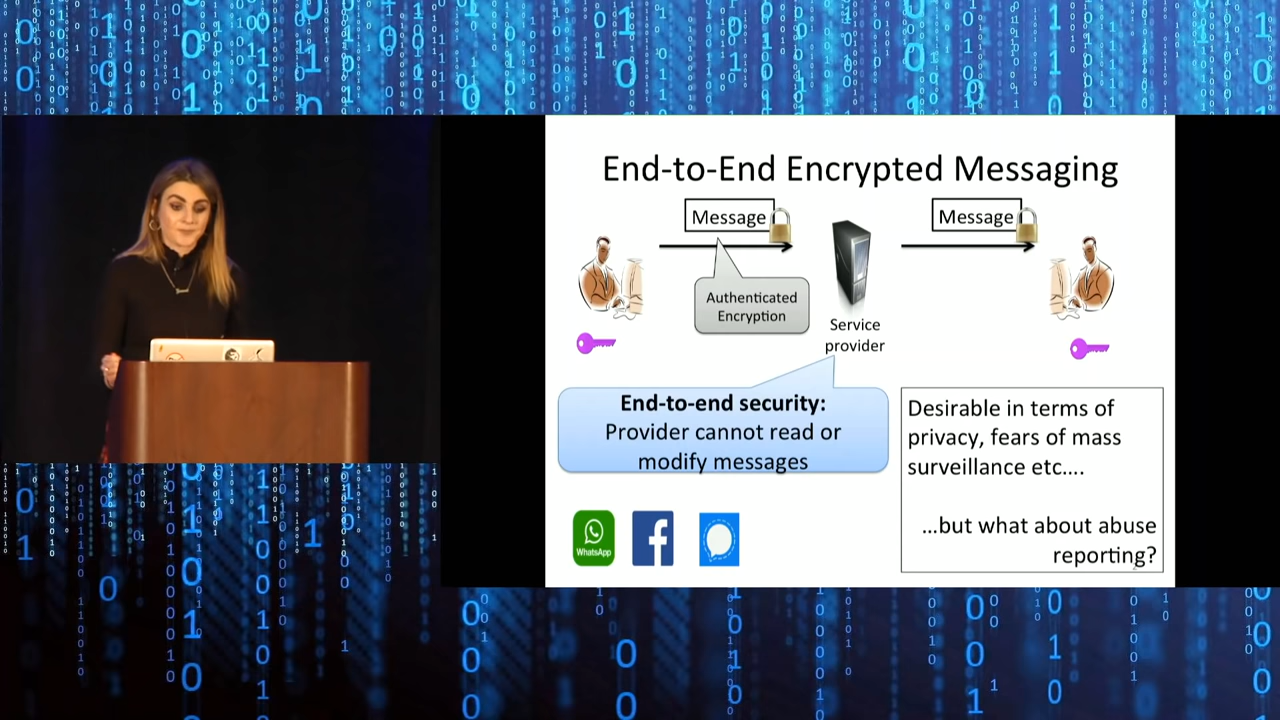 End-to-End Encrypted Messaging
Message
Message
Authenticated
Encryption
Service
provider
End-to-end security:
Provider cannot read or
modify messages
Desirable in terms of
privacy, fears of mass
surveillance etc....
...but what about abuse
reporting?
WhatsApp